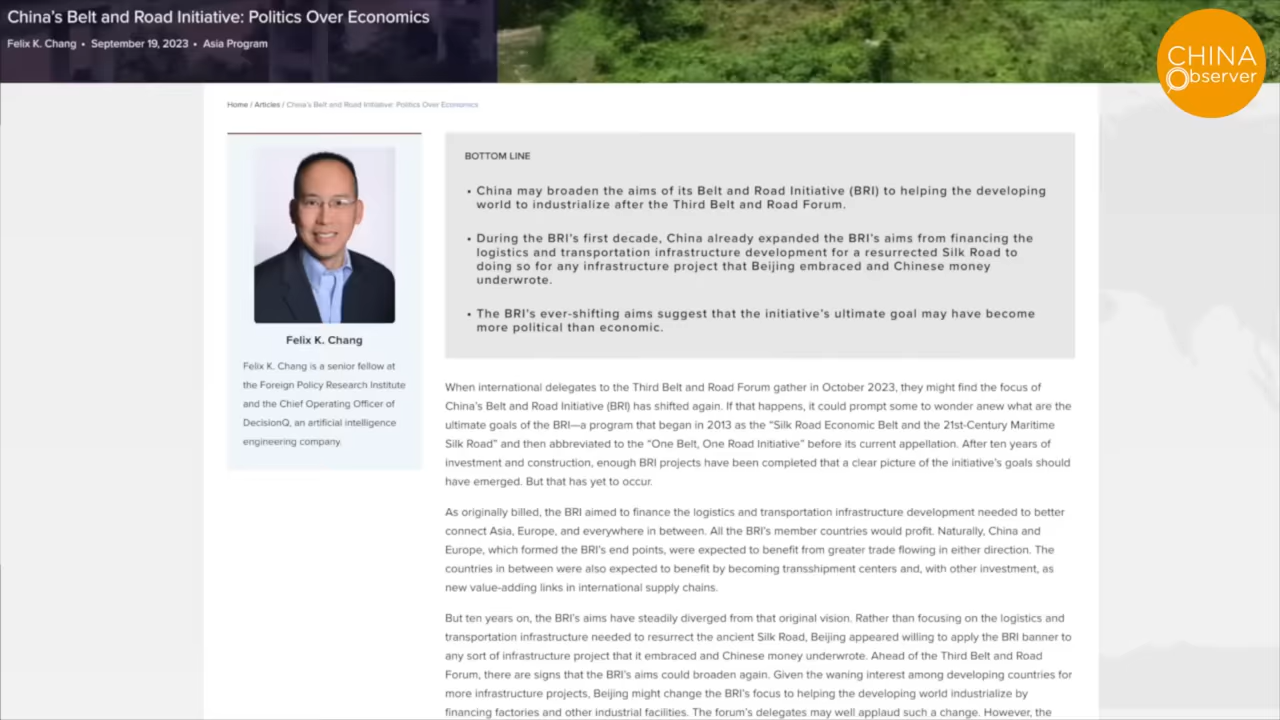 China's Belt and Road Initiative: Politics Over Economics
Felix K. Chang • September 19, 2023 • Asia Program
CHINA
Observer
Home / Articles / China's Belt and Road Initiative: Politics Over Economics
Felix K. Chang
Felix K. Chang is a senior fellow at
the Foreign Policy Research Institute
and the Chief Operating Officer of
DecisionQ, an artificial intelligence
engineering company.
BOTTOM LINE
• China may broaden the aims of its Belt and Road Initiative (BRI) to helping the developing
world to industrialize after the Third Belt and Road Forum.
• During the BRI's first decade, China already expanded the BRI's aims from financing the
logistics and transportation infrastructure development for a resurrected Silk Road to
doing so for any infrastructure project that Beijing embraced and Chinese money
underwrote.
• The BRI's ever-shifting aims suggest that the initiative's ultimate goal may have become
more political than economic.
When international delegates to the Third Belt and Road Forum gather in October 2023, they might find the focus of
China's Belt and Road Initiative (BRI) has shifted again. If that happens, it could prompt some to wonder anew what are the
ultimate goals of the BRI—a program that began in 2013 as the “Silk Road Economic Belt and the 21st-Century Maritime
Silk Road” and then abbreviated to the “One Belt, One Road Initiative” before its current appellation. After ten years of
investment and construction, enough BRI projects have been completed that a clear picture of the initiative's goals should
have emerged. But that has yet to occur.
As originally billed, the BRI aimed to finance the logistics and transportation infrastructure development needed to better
connect Asia, Europe, and everywhere in between. All the BRI's member countries would profit. Naturally, China and
Europe, which formed the BRI's end points, were expected to benefit from greater trade flowing in either direction. The
countries in between were also expected to benefit by becoming transshipment centers and, with other investment, as
new value-adding links in international supply chains.
But ten years on, the BRI's aims have steadily diverged from that original vision. Rather than focusing on the logistics and
transportation infrastructure needed to resurrect the ancient Silk Road, Beijing appeared willing to apply the BRI banner to
any sort of infrastructure project that it embraced and Chinese money underwrote. Ahead of the Third Belt and Road
Forum, there are signs that the BRI's aims could broaden again. Given the waning interest among developing countries for
more infrastructure projects, Beijing might change the BRI's focus to helping the developing world industrialize by
financing factories and other industrial facilities. The forum's delegates may well applaud such a change. However, the